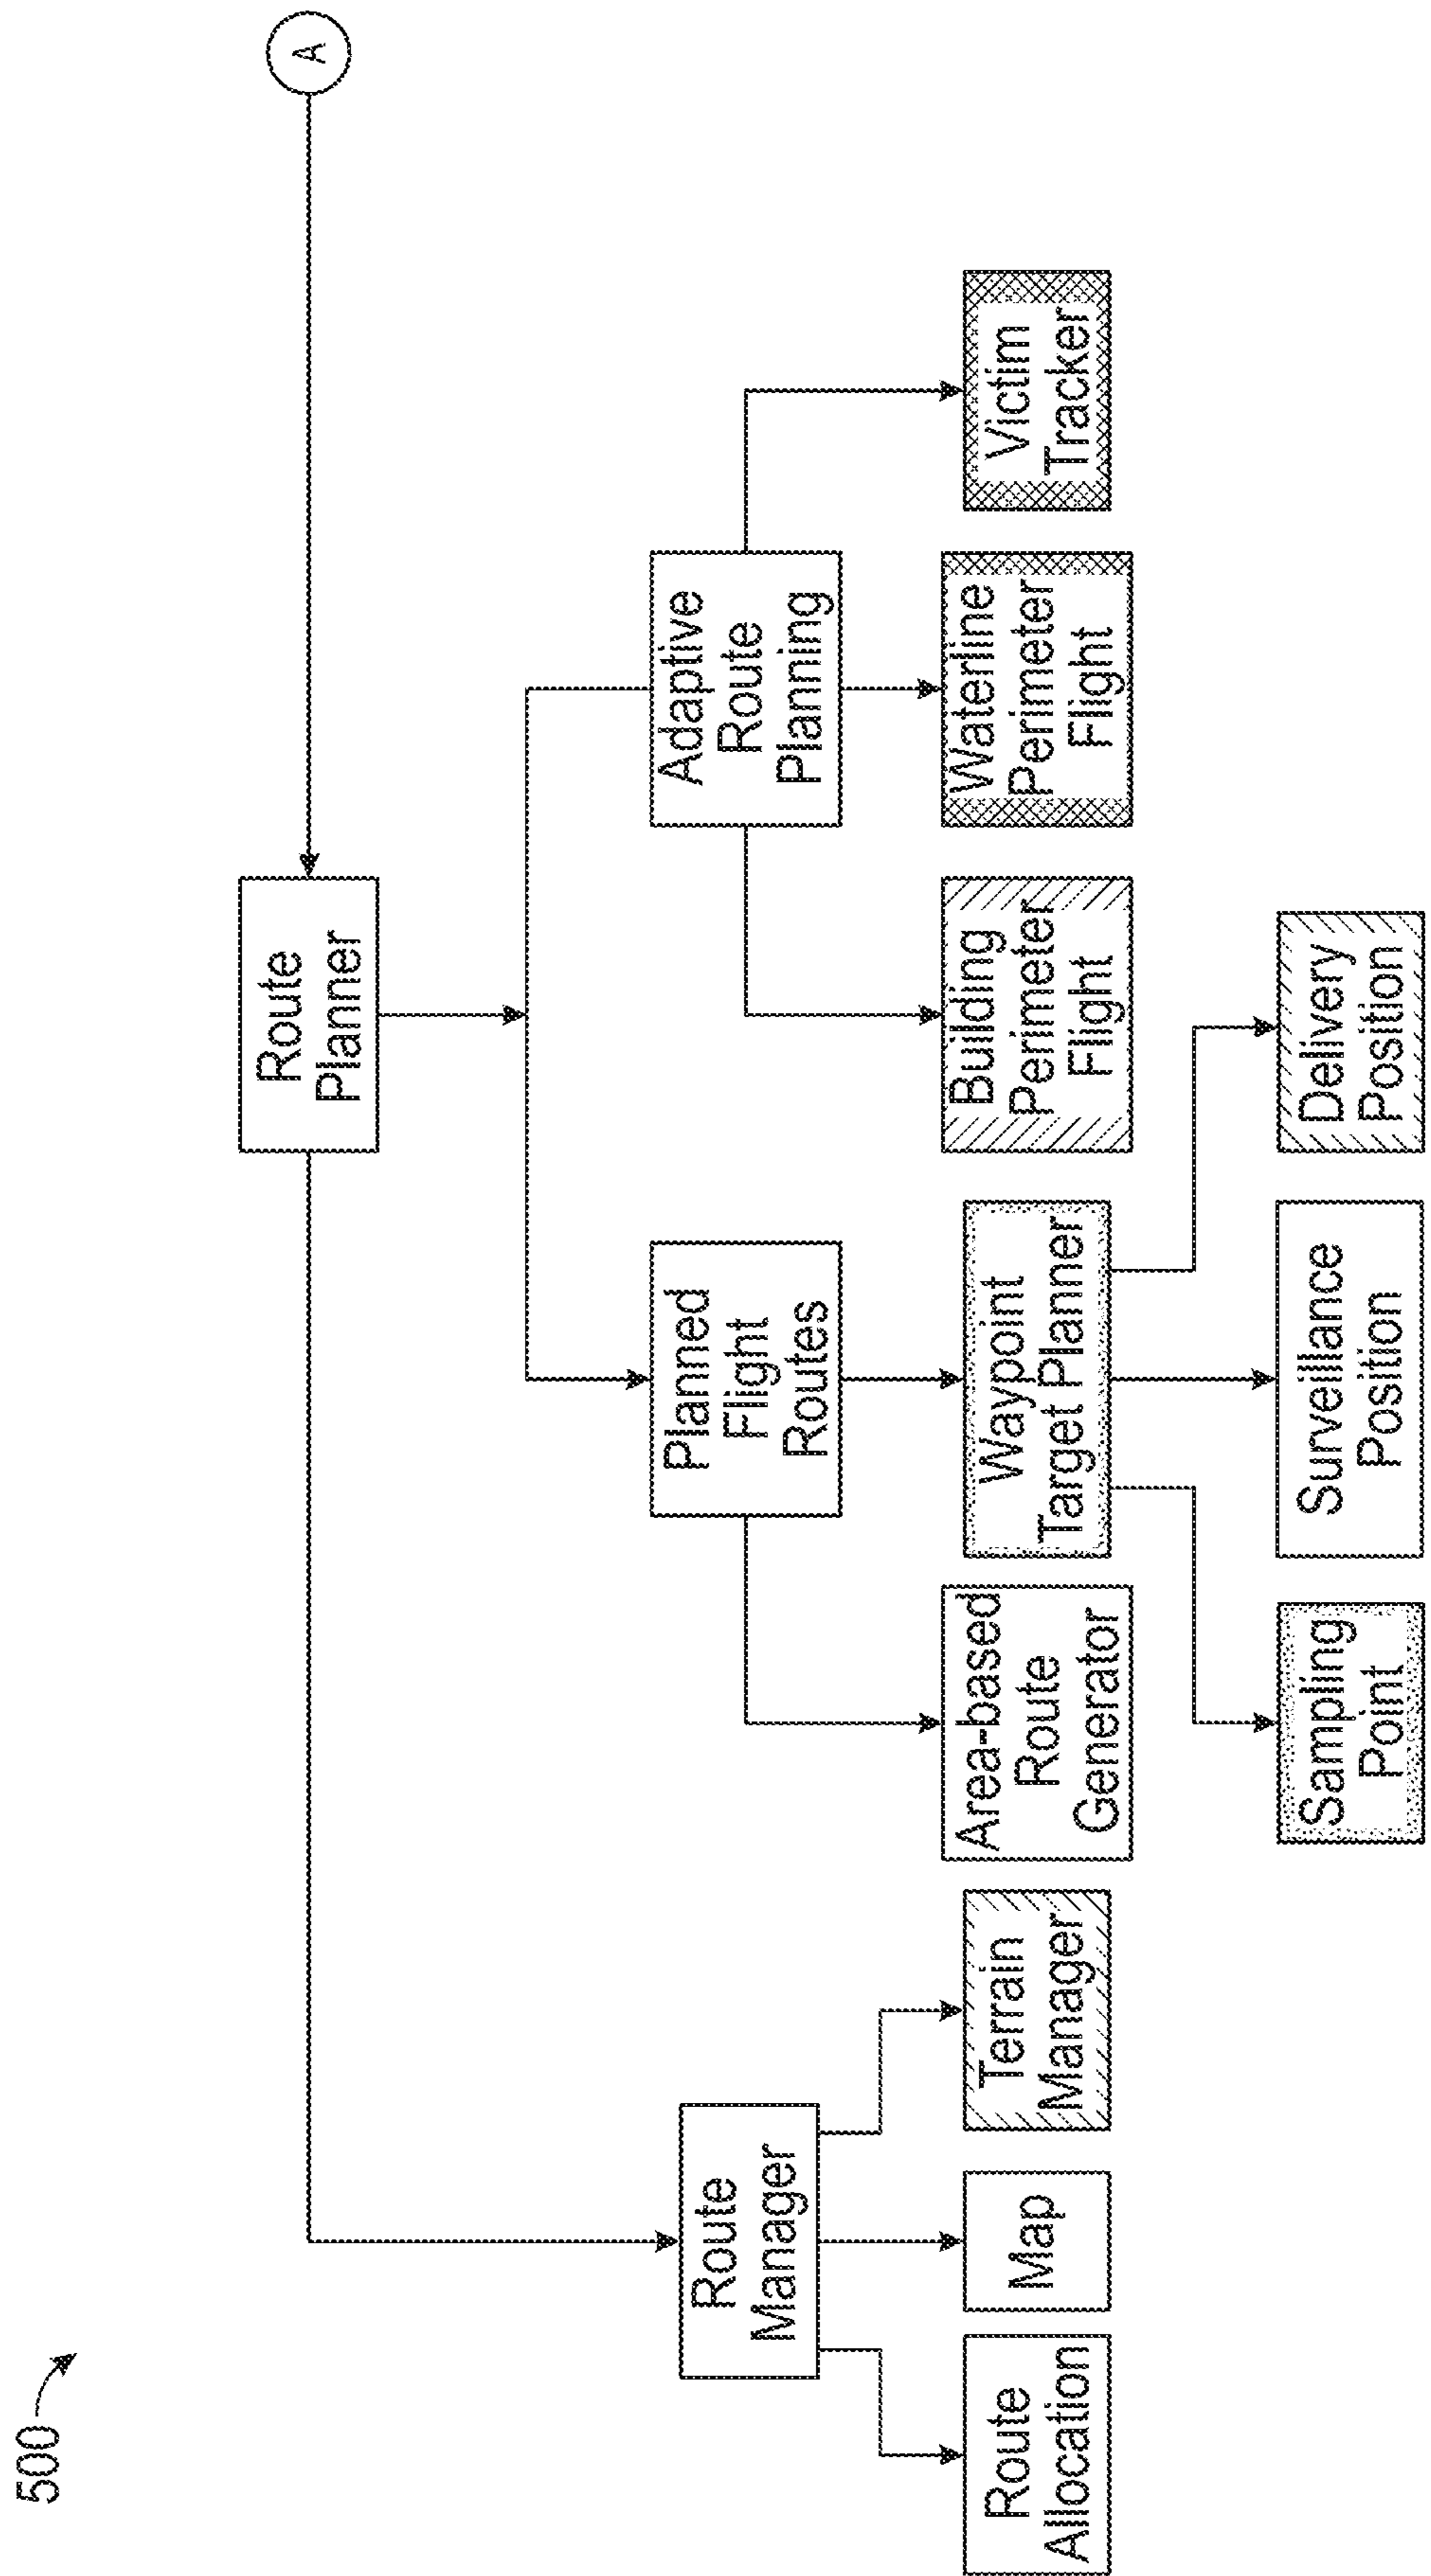 500
A
Route
Planner
Route
Manager
Planned
Flight
Routes
Adaptive
Route
Planning
Route
Allocation
Map
Terrain
Manager
Area-based
Route
Generator
Waypoint
Target Planner
Building
Perimeter
Flight
Waterline
Perimeter
Flight
Victim
Tracker
Sampling
Point
Surveillance
Position
Delivery
Position